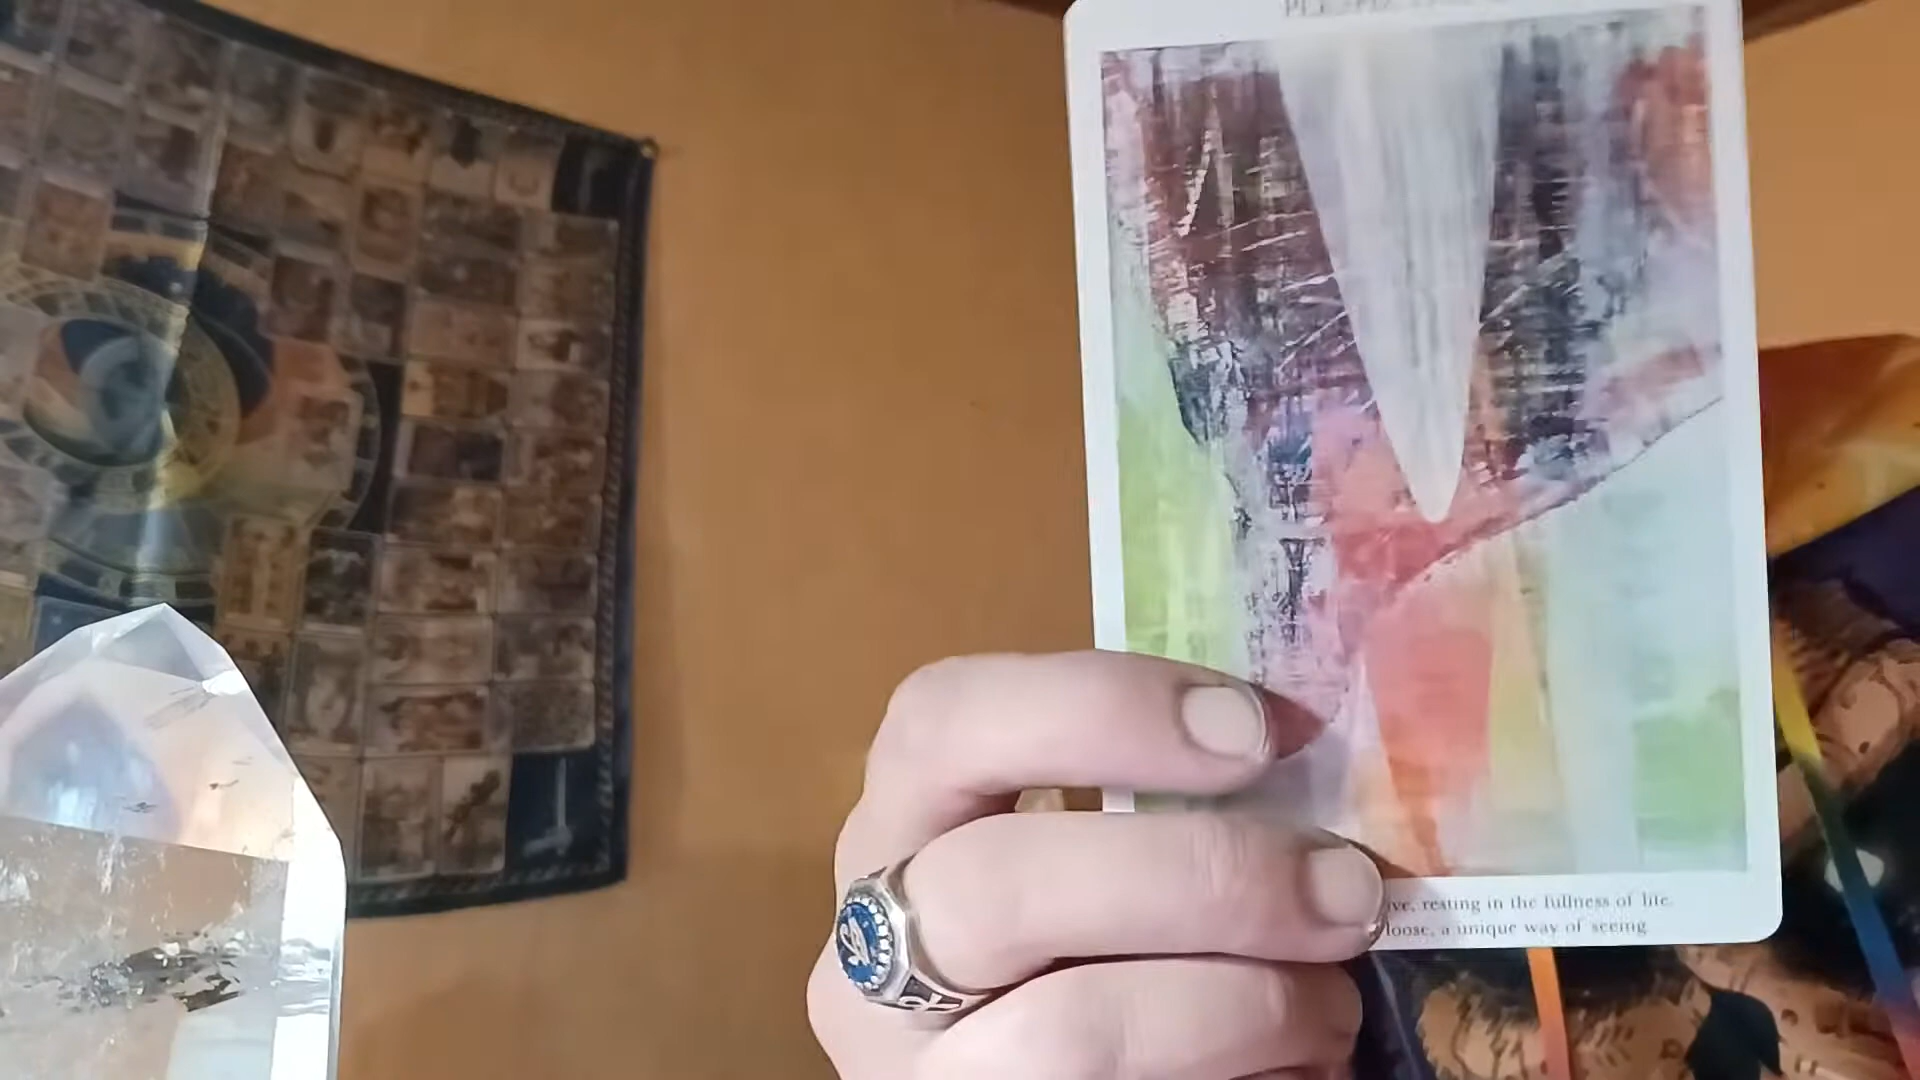 ive, resting in the fullness of life.
loose, a unique way of seeing.